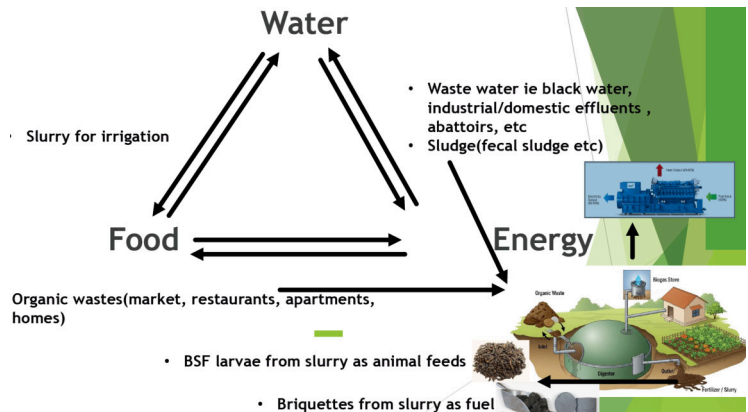 Water
• Waste water ie black water,
industrial/domestic effluents ,
abattoirs, etc
• Sludge(fecal sludge etc)
• Slurry for irrigation
Food
Energy
Organic wastes(market, restaurants, apartments,
homes)
Biogas Stove
Organic Waste
Inlet
Digester
Outlet
Fertilizer / Slurry
• BSF larvae from slurry as animal feeds
• Briquettes from slurry as fuel